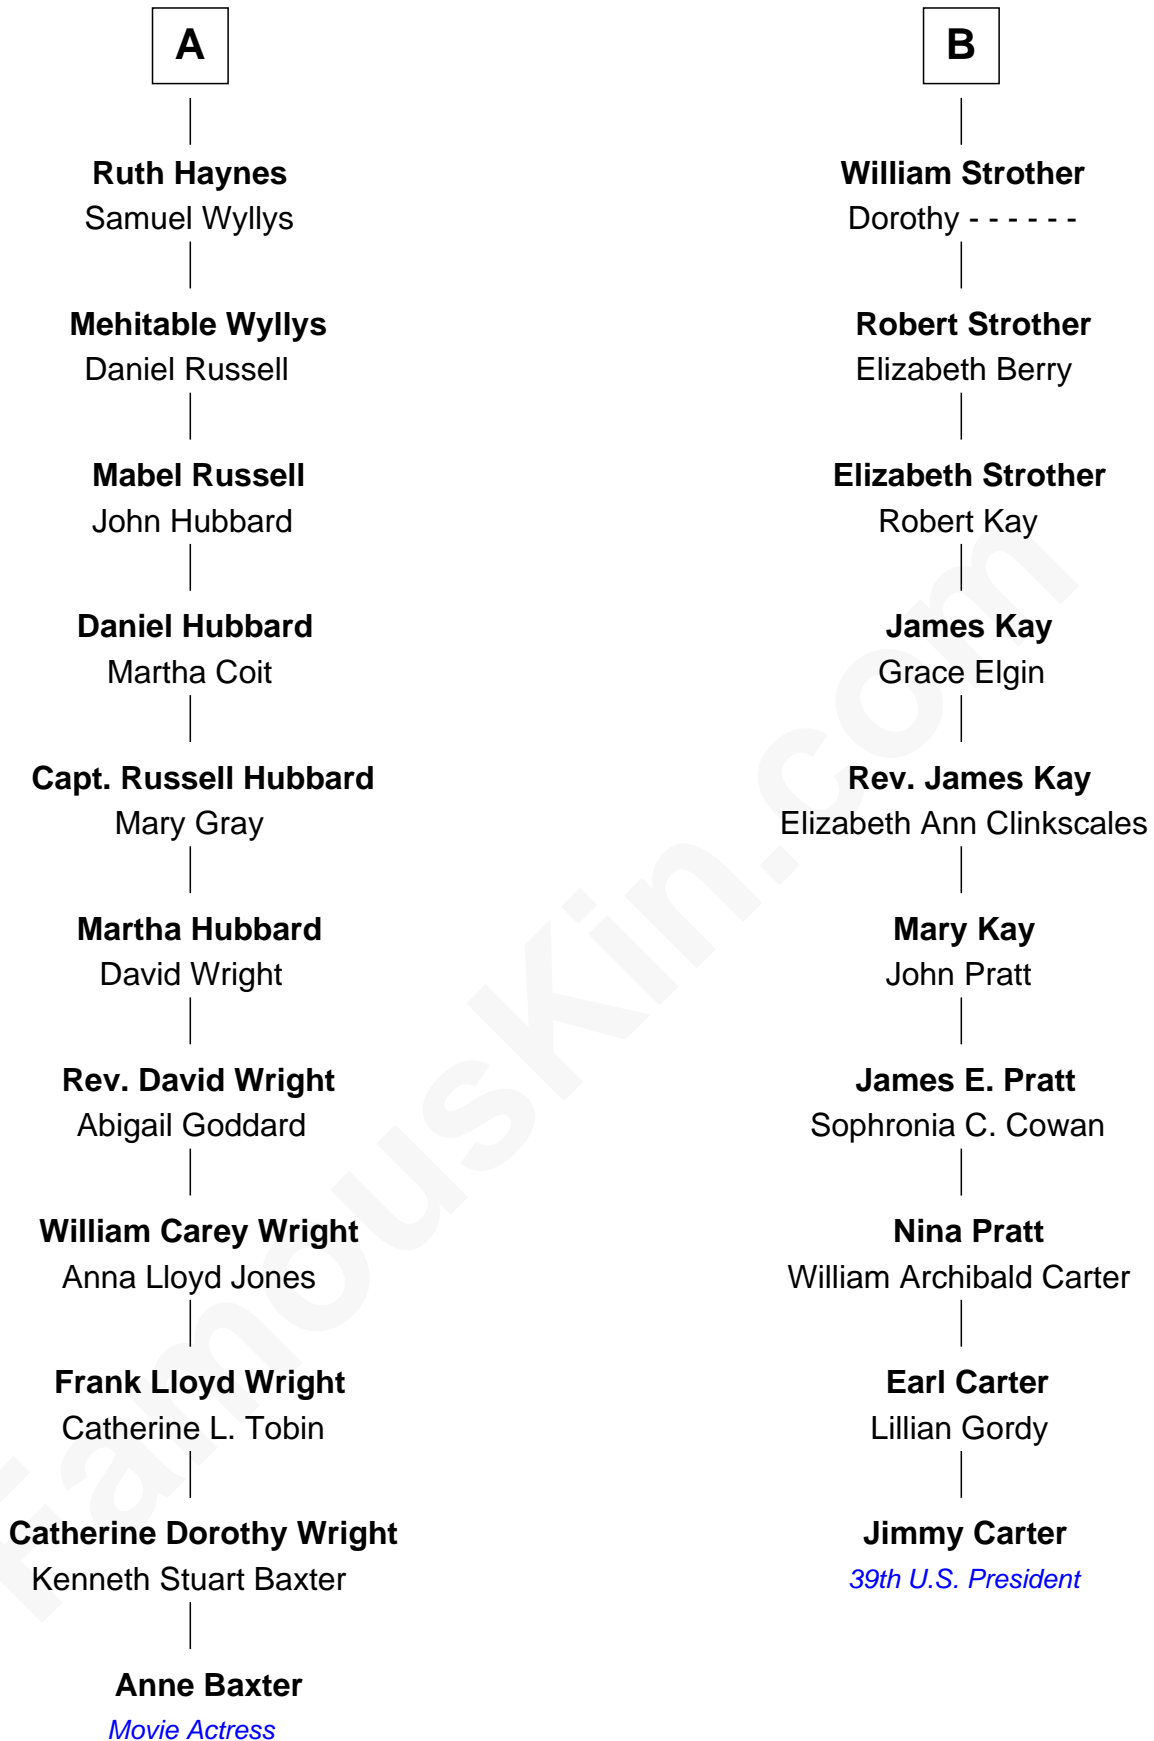 A
Ruth Haynes
Samuel Wyllys
Mehitable Wyllys
Daniel Russell
Mabel Russell
John Hubbard
Daniel Hubbard
Martha Coit
Capt. Russell Hubbard
Mary Gray
Martha Hubbard
David Wright
Rev. David Wright
Abigail Goddard
William Carey Wright
Anna Lloyd Jones
Frank Lloyd Wright
Catherine L. Tobin
Catherine Dorothy Wright
Kenneth Stuart Baxter
Anne Baxter
Movie Actress
B
William Strother
Dorothy - - - - - -
Robert Strother
Elizabeth Berry
Elizabeth Strother
Robert Kay
James Kay
Grace Elgin
Rev. James Kay
Elizabeth Ann Clinkscales
Mary Kay
John Pratt
James E. Pratt
Sophronia C. Cowan
Nina Pratt
William Archibald Carter
Earl Carter
Lillian Gordy
Jimmy Carter
39th U.S. President
FamousKin.com